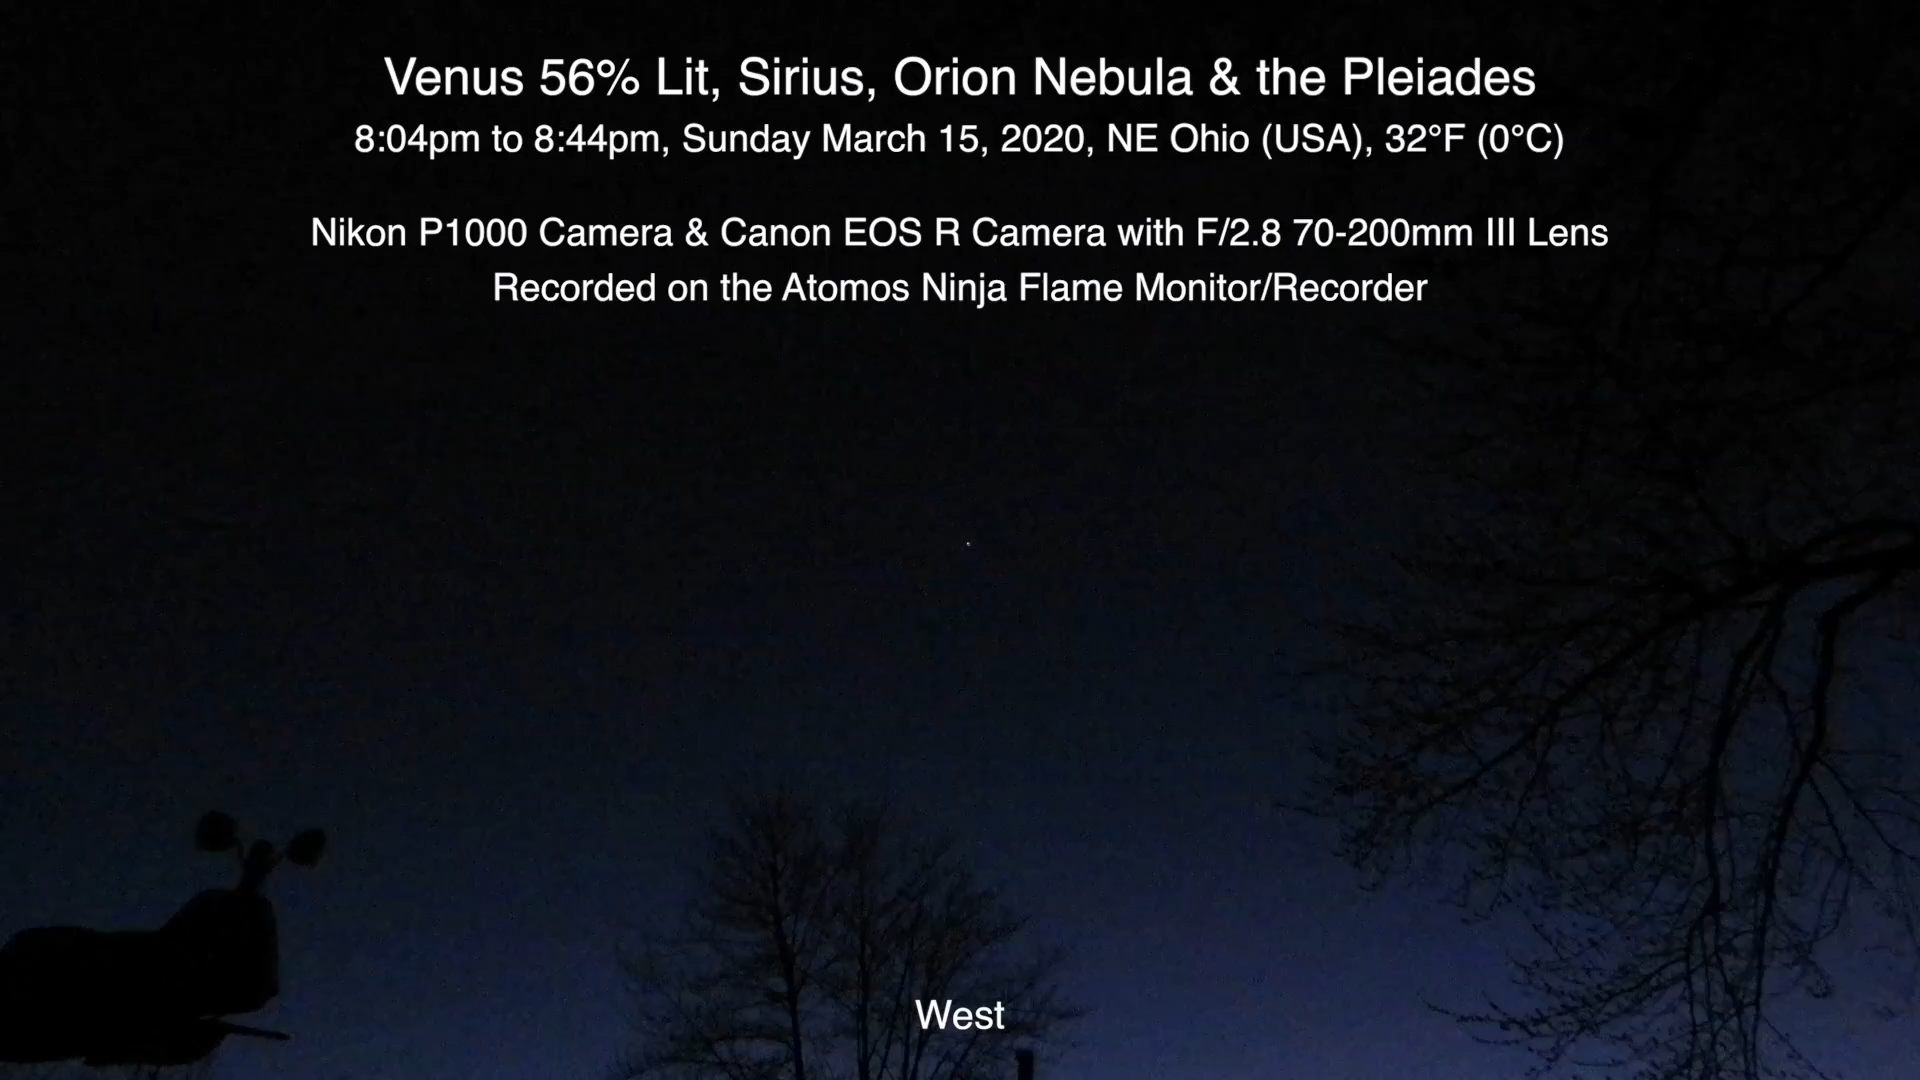 Venus 56% Lit, Sirius, Orion Nebula & the Pleiades
8:04pm to 8:44pm, Sunday March 15, 2020, NE Ohio (USA), 32°F (0°C)
Nikon P1000 Camera & Canon EOS R Camera with F/2.8 70-200mm III Lens
Recorded on the Atomos Ninja Flame Monitor/Recorder
West